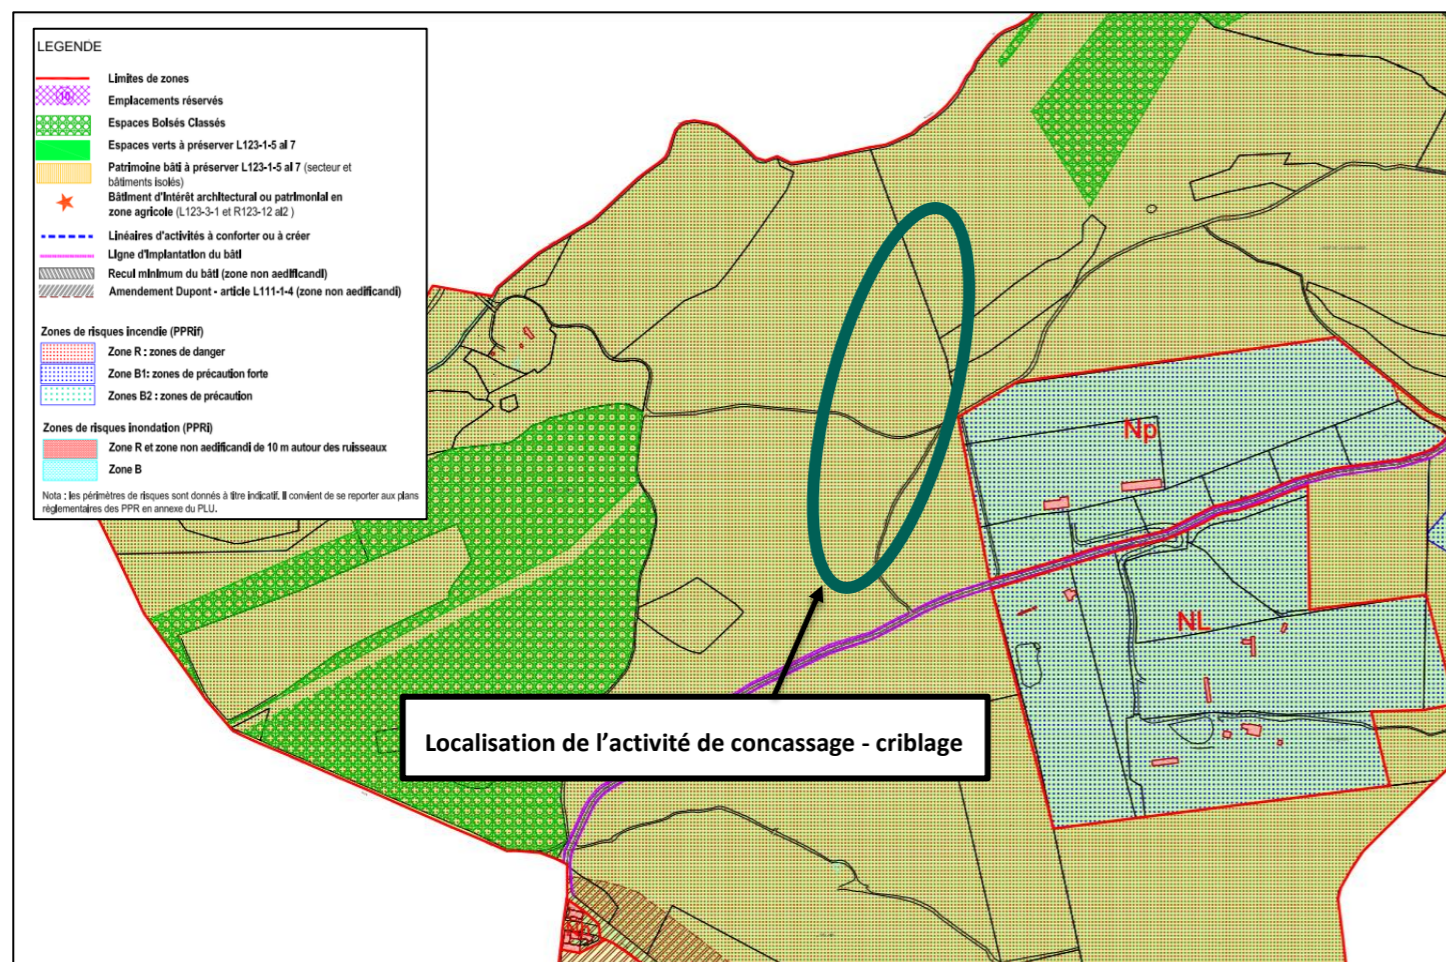 LEGENDE
Limites de zones
10
Emplacements réservés
Espaces Boisés Classés
Espaces verts à préserver L123-1-5 al 7
Patrimoine bâti à préserver L123-1-5 al 7 (secteur et
bâtiments isolés)
Bâtiment d'intérêt architectural ou patrimonial en
zone agricole (L123-3-1 et R123-12 al2 )
Linéaires d'activités à conforter ou à créer
Ligne d'implantation du bâti
Recul minimum du bâti (zone non aedificandi)
Amendement Dupont - article L111-1-4 (zone non aedificandi)
Zones de risques incendie (PPRif)
Zone R : zones de danger
Zone B1: zones de précaution forte
Zones B2 : zones de précaution
Zones de risques inondation (PPRi)
Zone R et zone non aedificandi de 10 m autour des ruisseaux
Zone B
Nota : les périmètres de risques sont donnés à titre indicatif. Il convient de se reporter aux plans
règlementaires des PPR en annexe du PLU.
Np
NL
Localisation de l'activité de concassage - criblage